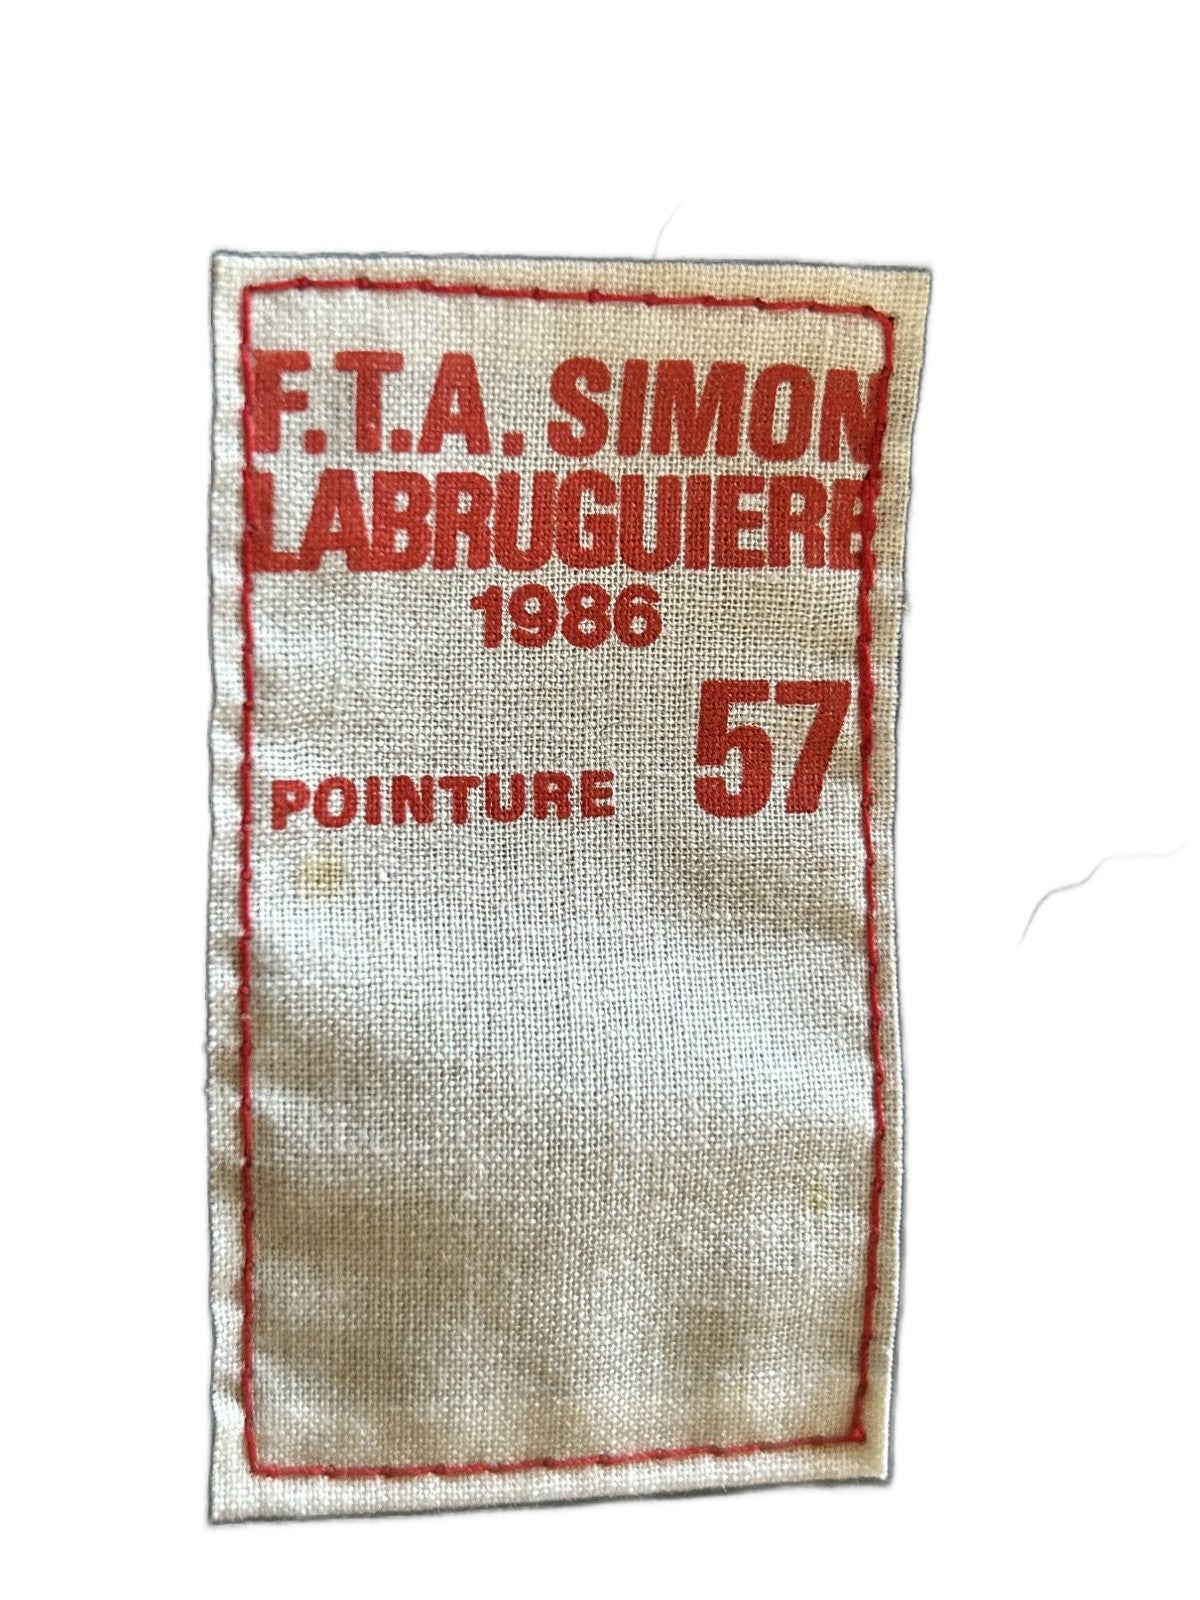 F.T.A. SIMON
LABRUGUIERE
1986
57
POINTURE